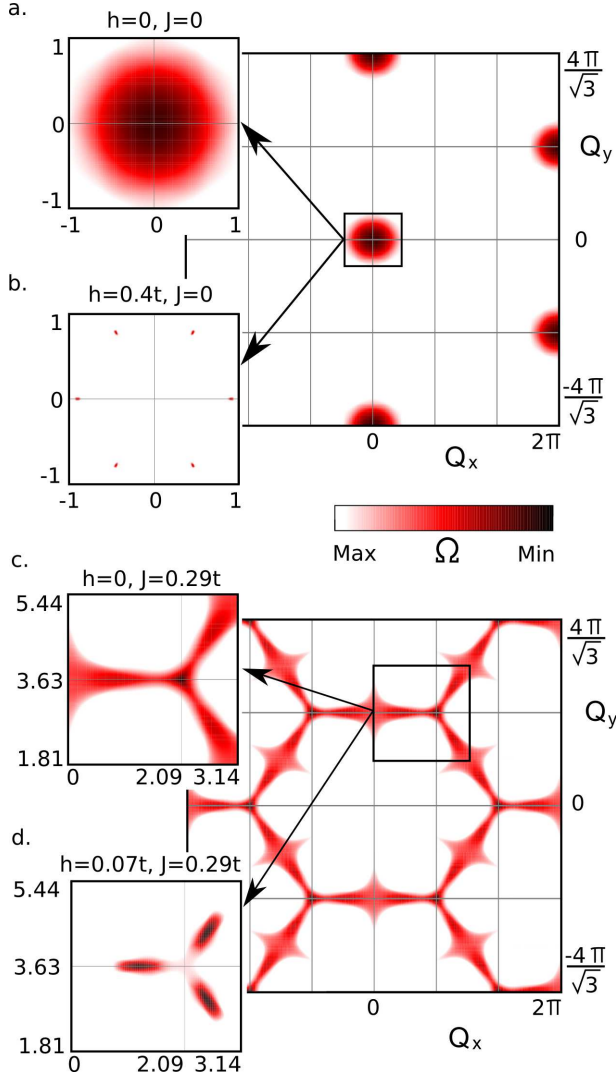 a.
h=0, J=0
1
0
-1
-1 0 1
4π
√3
Q_y
0
-4π
√3
0 2π
Q_x
b.
h=0.4t, J=0
1
0
-1
-1 0 1
Max Ω Min
c.
h=0, J=0.29t
5.44
3.63
1.81
0 2.09 3.14
4π
√3
Q_y
0
-4π
√3
0 2π
Q_x
d.
h=0.07t, J=0.29t
5.44
3.63
1.81
0 2.09 3.14